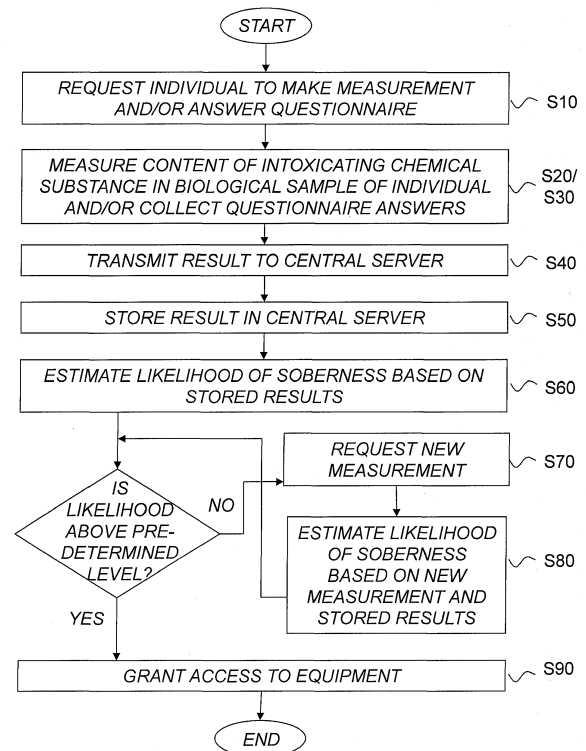 START
REQUEST INDIVIDUAL TO MAKE MEASUREMENT
AND/OR ANSWER QUESTIONNAIRE
S10
MEASURE CONTENT OF INTOXICATING CHEMICAL
SUBSTANCE IN BIOLOGICAL SAMPLE OF INDIVIDUAL
AND/OR COLLECT QUESTIONNAIRE ANSWERS
S20/
S30
TRANSMIT RESULT TO CENTRAL SERVER
S40
STORE RESULT IN CENTRAL SERVER
S50
ESTIMATE LIKELIHOOD OF SOBERNESS BASED ON
STORED RESULTS
S60
REQUEST NEW
MEASUREMENT
S70
IS
LIKELIHOOD
ABOVE PRE-
DETERMINED
LEVEL?
NO
ESTIMATE LIKELIHOOD
OF SOBERNESS
BASED ON NEW
MEASUREMENT AND
STORED RESULTS
S80
YES
GRANT ACCESS TO EQUIPMENT
S90
END